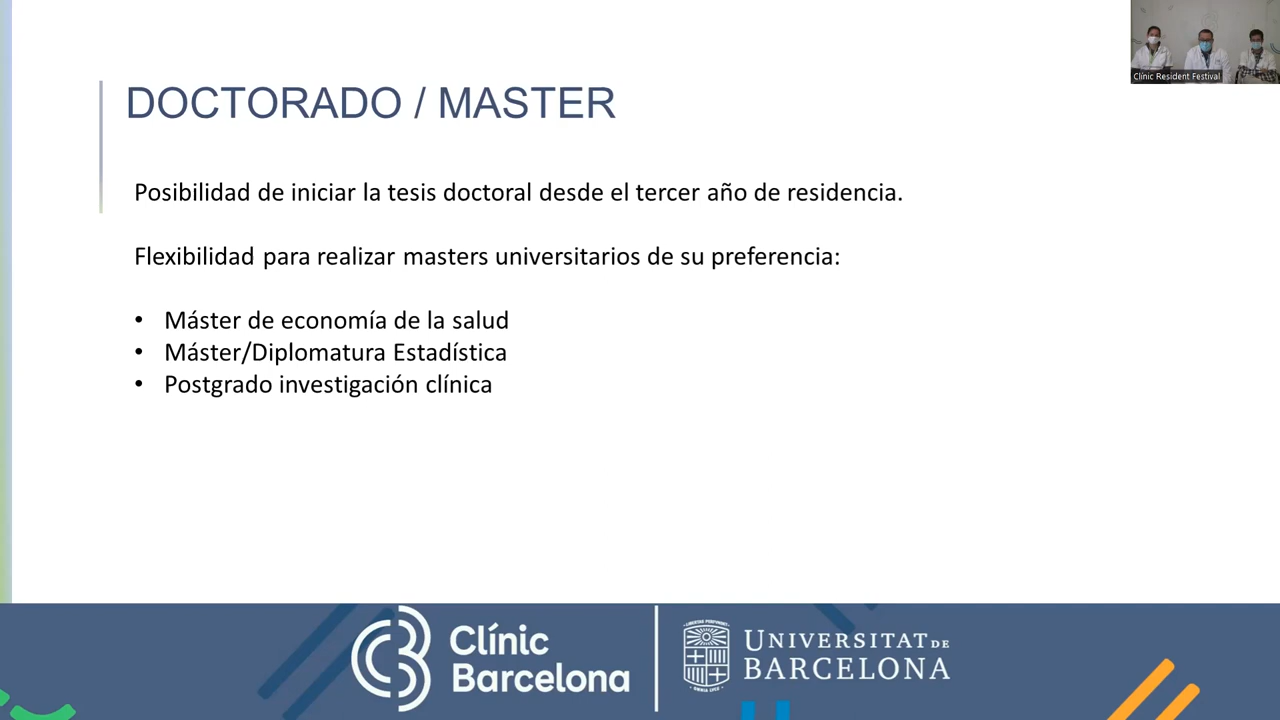 Clínic Resident Festival
DOCTORADO / MASTER
Posibilidad de iniciar la tesis doctoral desde el tercer año de residencia.
Flexibilidad para realizar masters universitarios de su preferencia:
• Máster de economía de la salud
• Máster/Diplomatura Estadística
• Postgrado investigación clínica
Clínic
Barcelona
UNIVERSITAT DE
BARCELONA